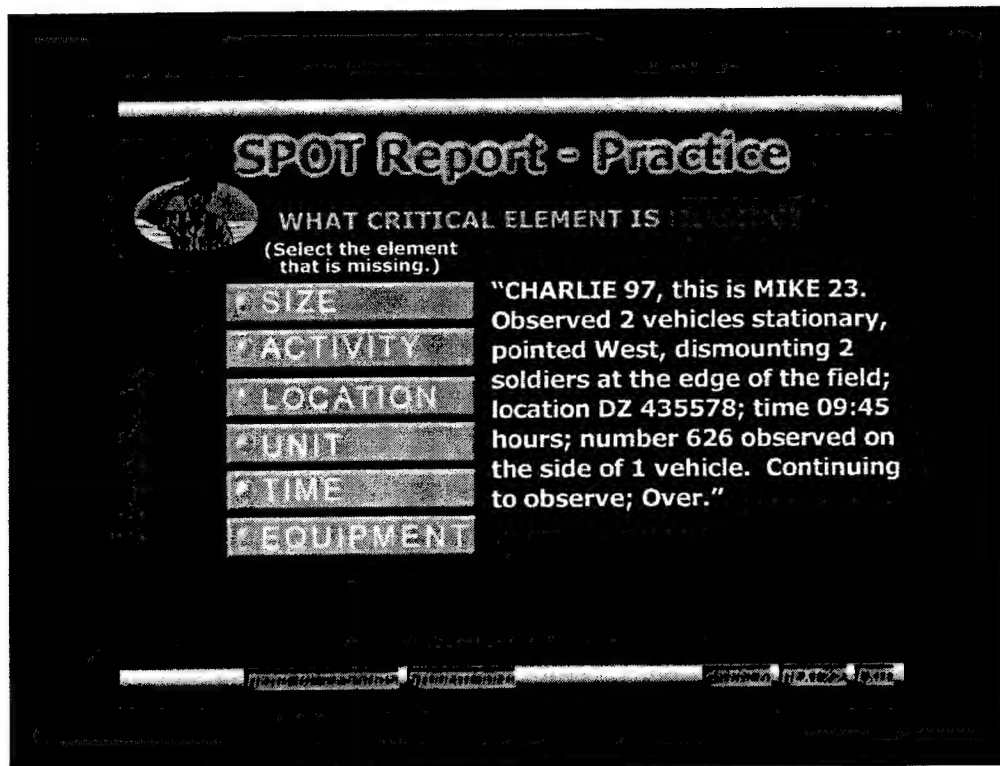 SPOT Report - Practice
WHAT CRITICAL ELEMENT IS
(Select the element
that is missing.)
SIZE
ACTIVITY
LOCATION
UNIT
TIME
EQUIPMENT
"CHARLIE 97, this is MIKE 23.
Observed 2 vehicles stationary,
pointed West, dismounting 2
soldiers at the edge of the field;
location DZ 435578; time 09:45
hours; number 626 observed on
the side of 1 vehicle. Continuing
to observe; Over."